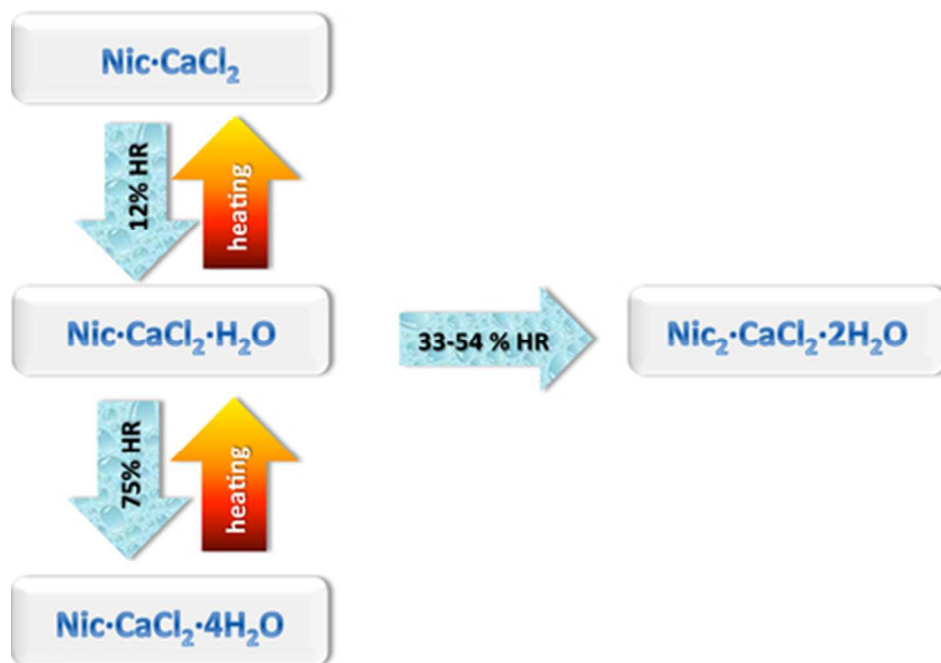 Nic·CaCl₂
12% HR
heating
Nic·CaCl₂·H₂O
33-54 % HR
Nic₂·CaCl₂·2H₂O
75% HR
heating
Nic·CaCl₂·4H₂O